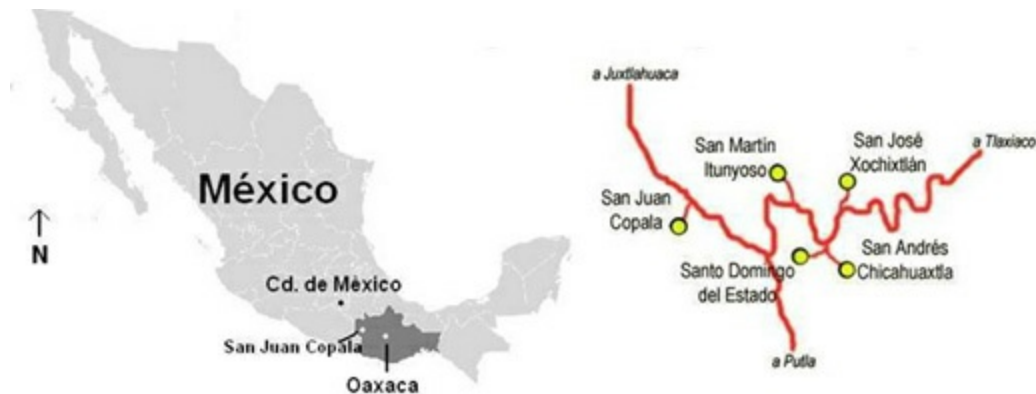 México
N
Cd. de México
San Juan Copala
Oaxaca
a Juxtlahuaca
San Martín
Itunyoso
San José
Xochixtlán
a Tlaxiaco
San Juan
Copala
Santo Domingo
del Estado
San Andrés
Chicahuaxtla
a Putla